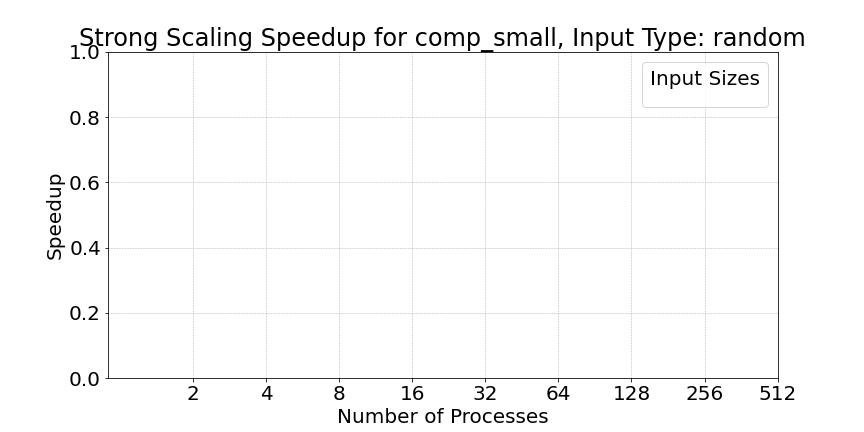 Strong Scaling Speedup for comp_small, Input Type: random
Input Sizes
Speedup
1.0
0.8
0.6
0.4
0.2
0.0
2 4 8 16 32 64 128 256 512
Number of Processes